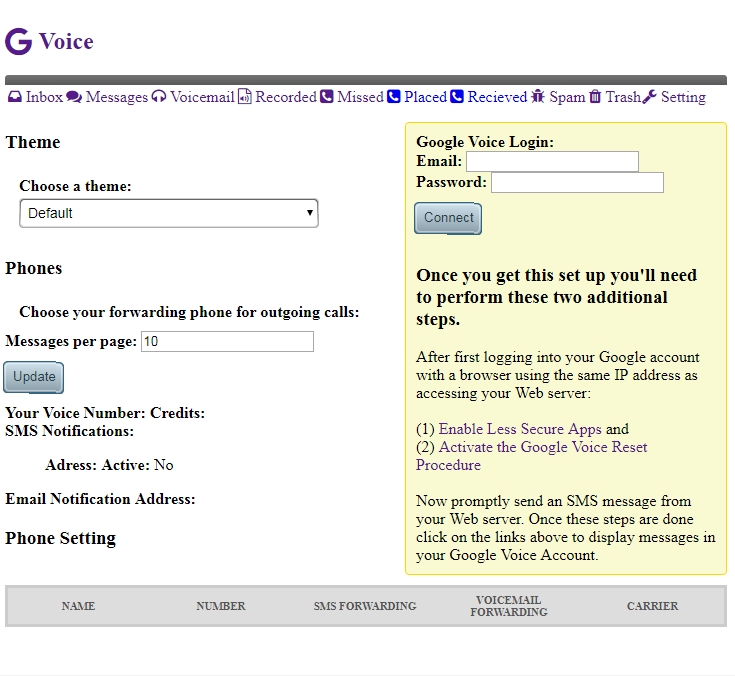 G Voice
Inbox Messages Voicemail Recorded Missed Placed Recieved Spam Trash Setting
Theme
Choose a theme:
Default
Phones
Choose your forwarding phone for outgoing calls:
Messages per page: 10
Update
Your Voice Number: Credits:
SMS Notifications:
Adress: Active: No
Email Notification Address:
Phone Setting
Google Voice Login:
Email:
Password:
Connect
Once you get this set up you'll need
to perform these two additional
steps.
After first logging into your Google account
with a browser using the same IP address as
accessing your Web server:
(1) Enable Less Secure Apps and
(2) Activate the Google Voice Reset
Procedure
Now promptly send an SMS message from
your Web server. Once these steps are done
click on the links above to display messages in
your Google Voice Account.
NAME NUMBER SMS FORWARDING VOICEMAIL FORWARDING CARRIER